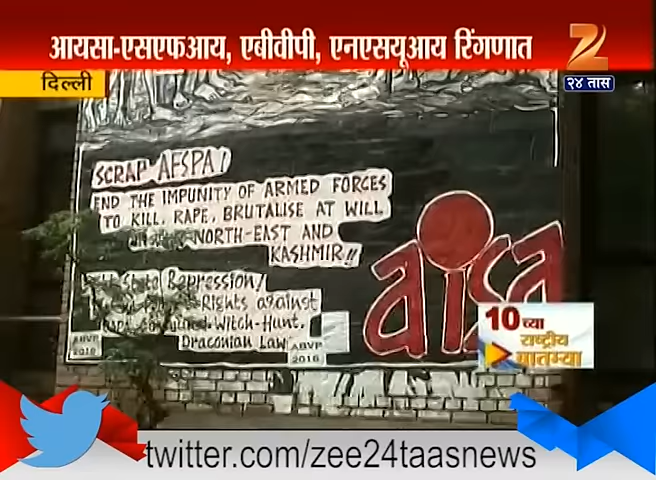 आयसा-एसएफआय, एबीवीपी, एनएसयूआय रिंगणात
दिल्ली
२४ तास
SCRAP AFSPA!
END THE IMPUNITY OF ARMED FORCES
TO KILL, RAPE, BRUTALISE AT WILL
NORTH-EAST AND
KASHMIR!!
State Repression!
Rights against
Witch-Hunt.
Draconian Law
aisa
ABVP
2016
ABVP
2016
10च्या
राष्ट्रीय
बातम्या
twitter.com/zee24taasnews